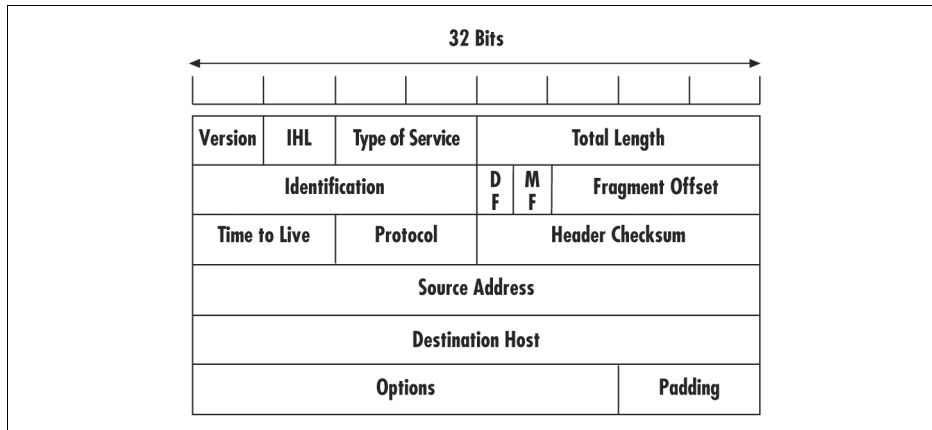 32 Bits
Version IHL Type of Service Total Length
Identification D F M F Fragment Offset
Time to Live Protocol Header Checksum
Source Address
Destination Host
Options Padding